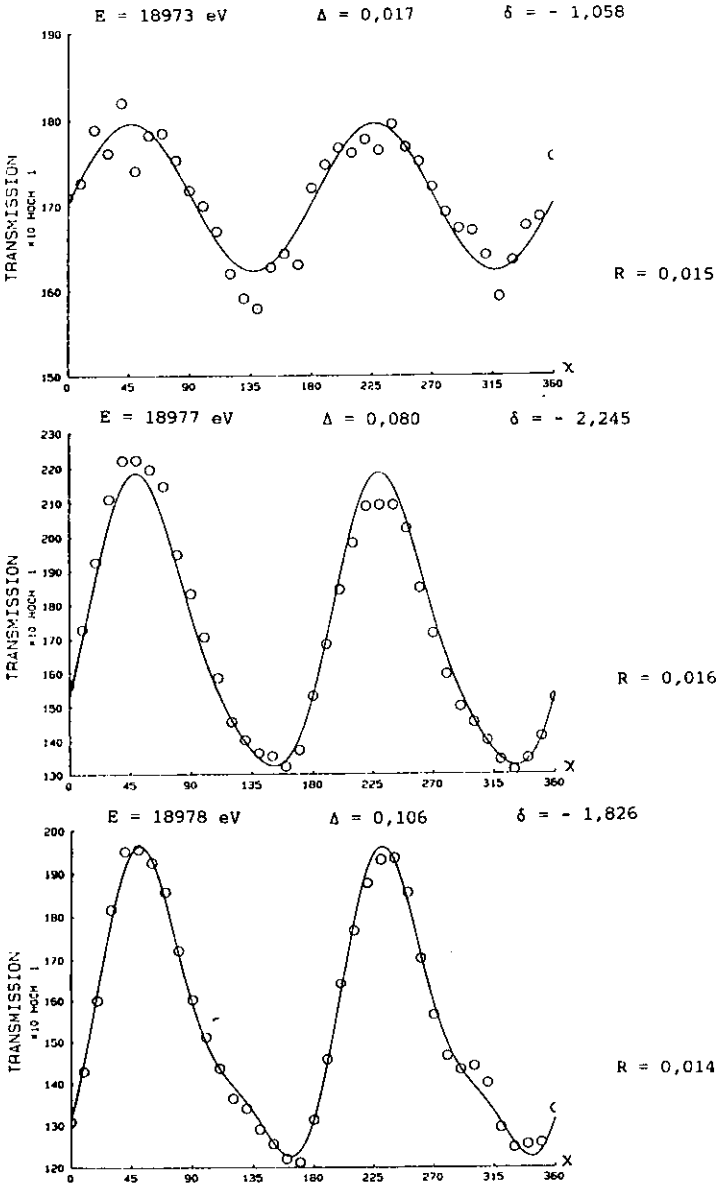 E = 18973 eV Δ = 0,017 δ = - 1,058
190
180
170
160
150
TRANSMISSION
*10 HOCH 1
0 45 90 135 180 225 270 315 360
χ
R = 0,015
E = 18977 eV Δ = 0,080 δ = - 2,245
230
220
210
200
190
180
170
160
150
140
130
TRANSMISSION
*10 HOCH 1
0 45 90 135 180 225 270 315 360
χ
R = 0,016
E = 18978 eV Δ = 0,106 δ = - 1,826
200
190
180
170
160
150
140
130
120
TRANSMISSION
*10 HOCH 1
0 45 90 135 180 225 270 315 360
χ
R = 0,014